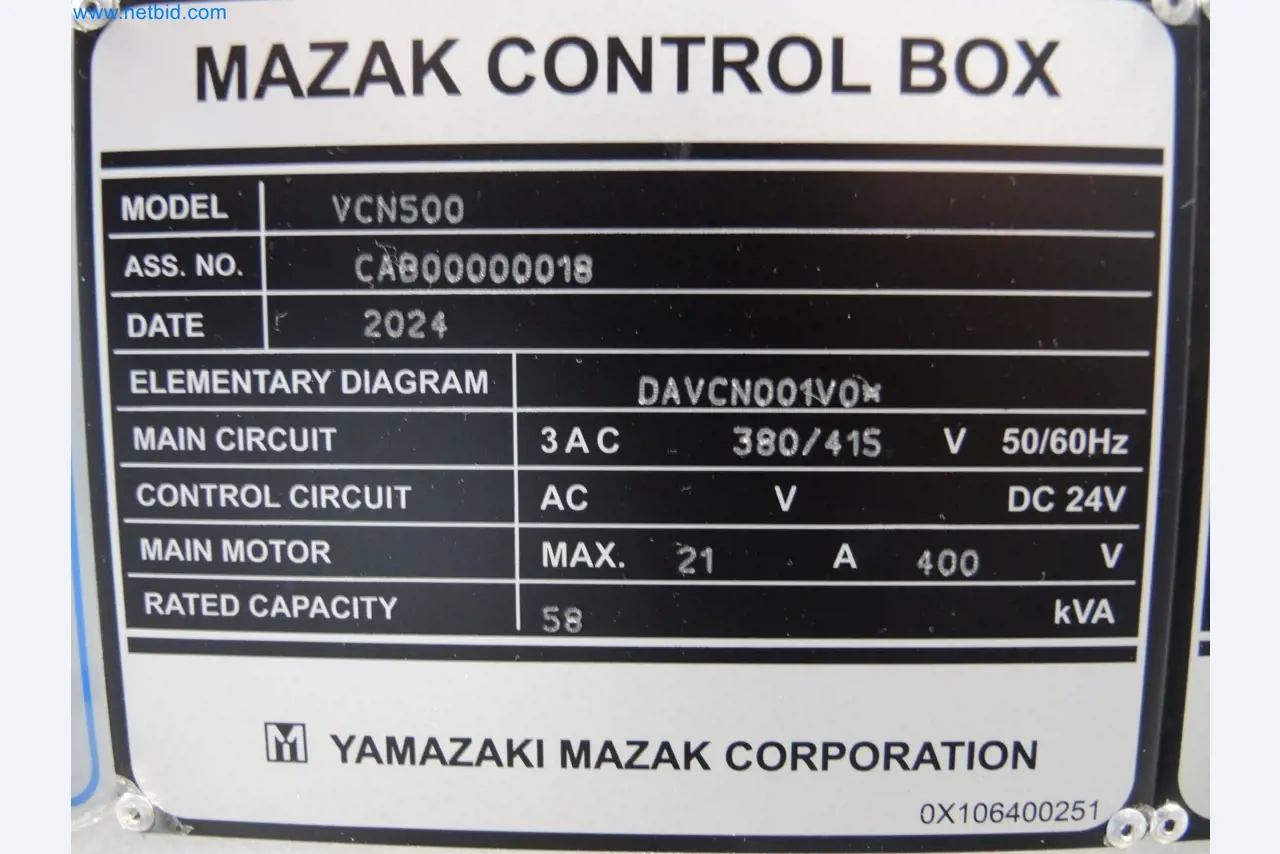 www.netbid.com
MAZAK CONTROL BOX
MODEL VCN500
ASS. NO. CAB00000018
DATE 2024
ELEMENTARY DIAGRAM DAVCN001V0*
MAIN CIRCUIT 3AC 380/415 V 50/60Hz
CONTROL CIRCUIT AC - V DC 24V
MAIN MOTOR MAX. 21 A 400 V
RATED CAPACITY 58 kVA
YAMAZAKI MAZAK CORPORATION
0X106400251